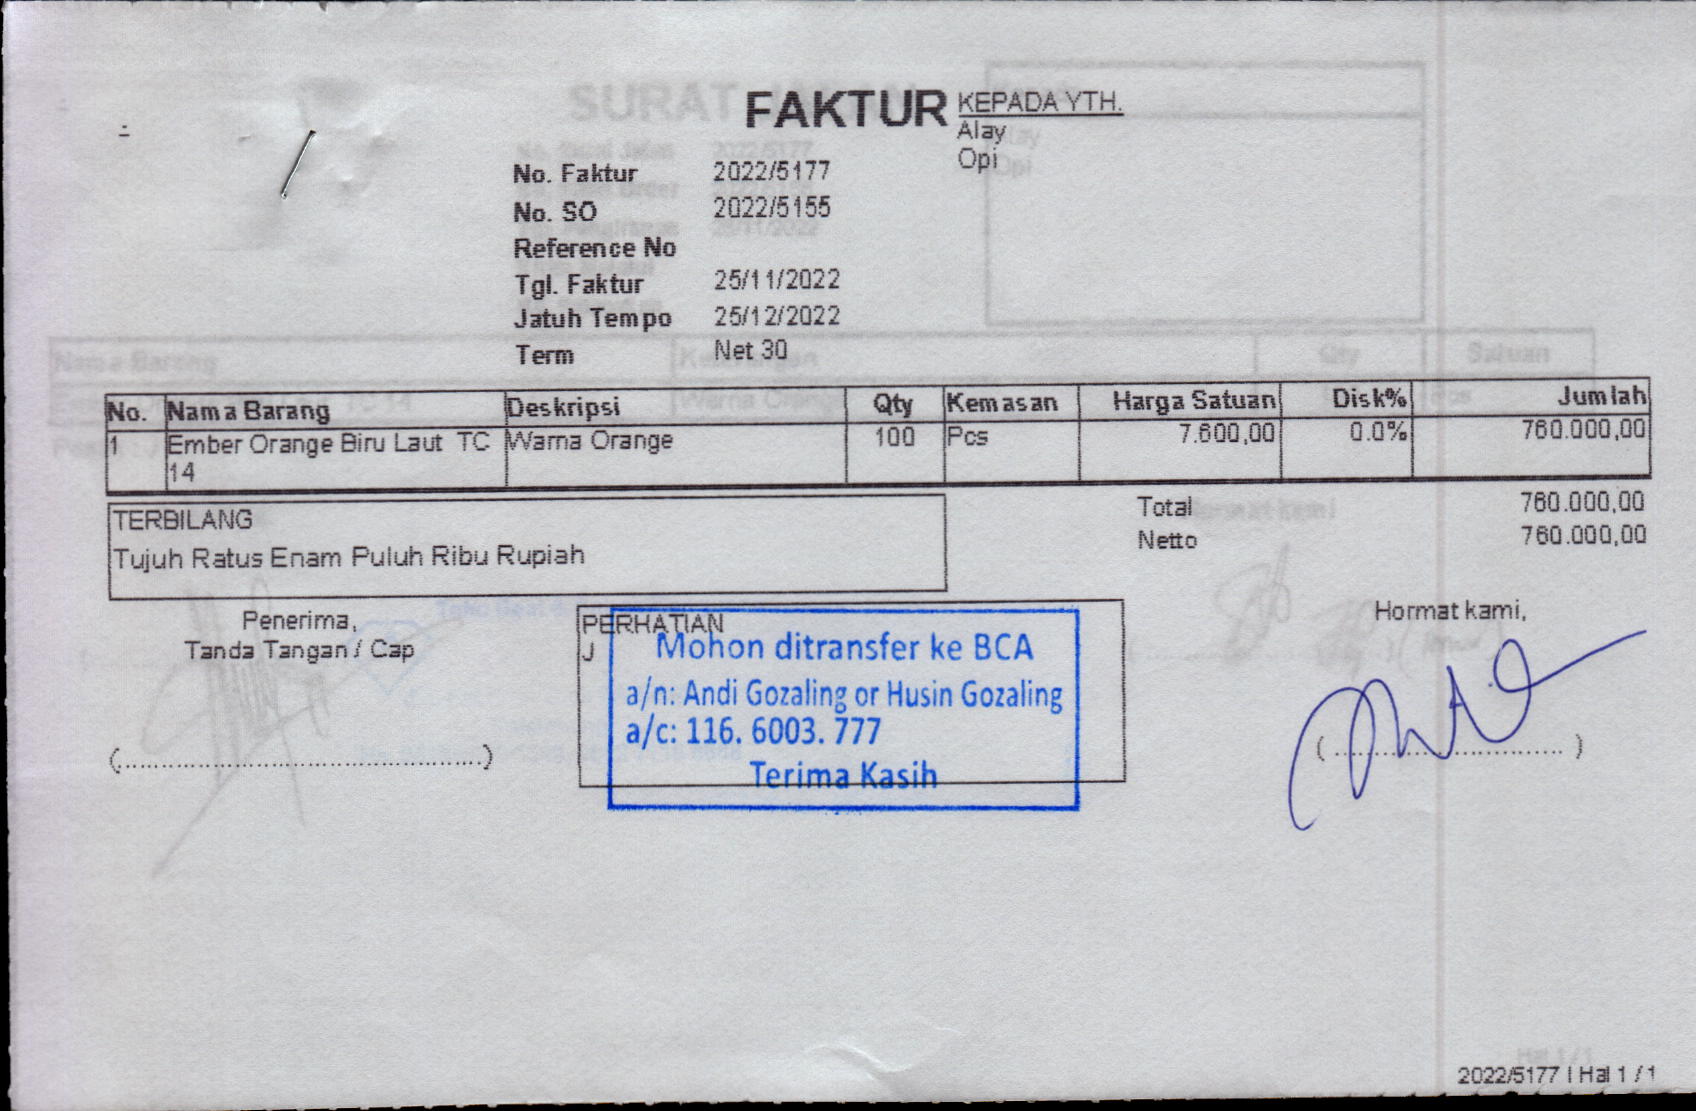 FAKTUR
KEPADA YTH.
Alay
Opi
No. Faktur 2022/5177
No. SO 2022/5155
Reference No
Tgl. Faktur 25/11/2022
Jatuh Tempo 25/12/2022
Term Net 30
No. Nama Barang Deskripsi Qty Kemasan Harga Satuan Disk% Jumlah
1 Ember Orange Biru Laut TC Warna Orange 100 Pcs 7.600,00 0.0% 760.000,00
14
Total 760.000,00
Netto 760.000,00
TERBILANG
Tujuh Ratus Enam Puluh Ribu Rupiah
Penerima,
Tanda Tangan / Cap
(..........................................)
PERHATIAN
J
Mohon ditransfer ke BCA
a/n: Andi Gozaling or Husin Gozaling
a/c: 116. 6003. 777
Terima Kasih
Hormat kami,
(..............................)
2022/5177 | Hal 1 / 1